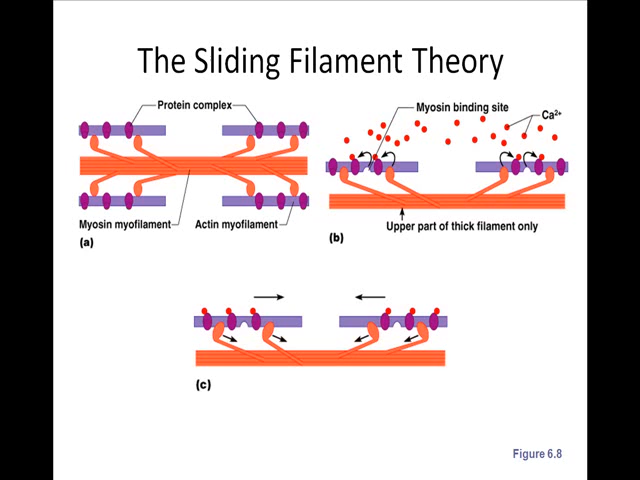 The Sliding Filament Theory
Protein complex
Myosin myofilament
Actin myofilament
(a)
Myosin binding site
Ca2+
Upper part of thick filament only
(b)
(c)
Figure 6.8